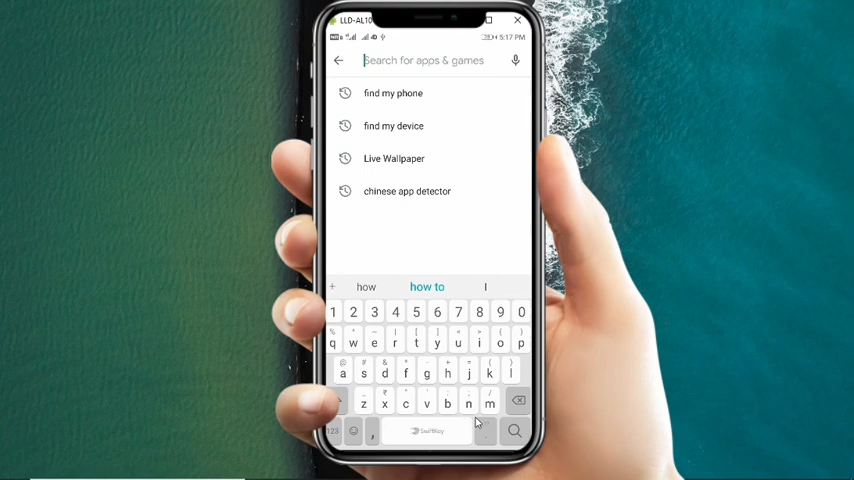 LLD-AL10
5:17 PM
Search for apps & games
find my phone
find my device
Live Wallpaper
chinese app detector
+ how how to I
1 2 3 4 5 6 7 8 9 0
q w e r t y u i o p
@ # & * - + = ( )
a s d f g h j k l
z x c v b n m
123 , SwiftKey .